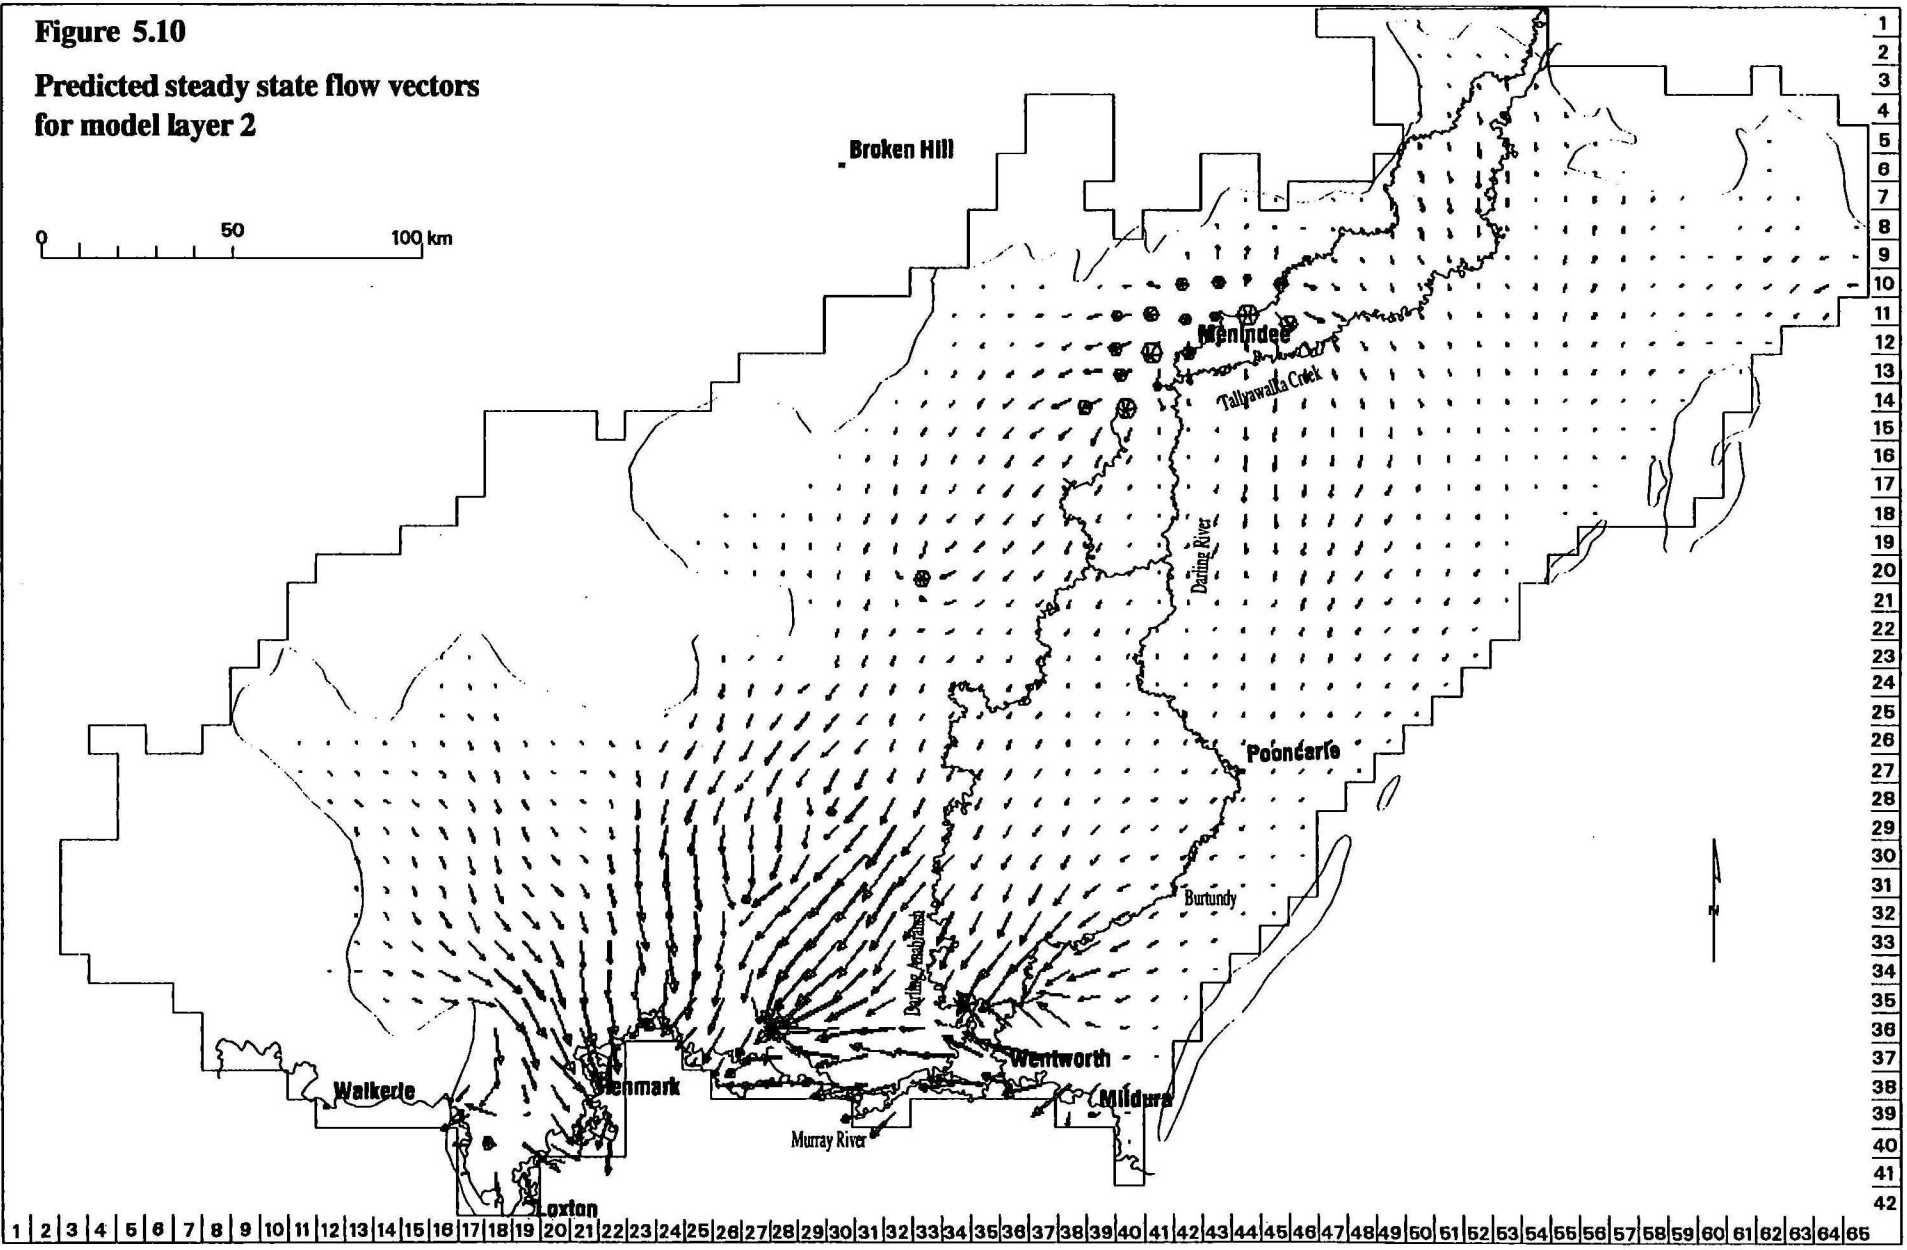 Figure 5.10
Predicted steady state flow vectors
for model layer 2
Broken Hill
0 50 100 km
Menindee
Tallyawalka Creek
Darling River
Pooncarie
Burtundy
Darling Anabranch
Wentworth
Mildura
Murray River
Renmark
Walkerie
Loxton
N
1
2
3
4
5
6
7
8
9
10
11
12
13
14
15
16
17
18
19
20
21
22
23
24
25
26
27
28
29
30
31
32
33
34
35
36
37
38
39
40
41
42
1 2 3 4 5 6 7 8 9 10 11 12 13 14 15 16 17 18 19 20 21 22 23 24 25 26 27 28 29 30 31 32 33 34 35 36 37 38 39 40 41 42 43 44 45 46 47 48 49 50 51 52 53 54 55 56 57 58 59 60 61 62 63 64 65